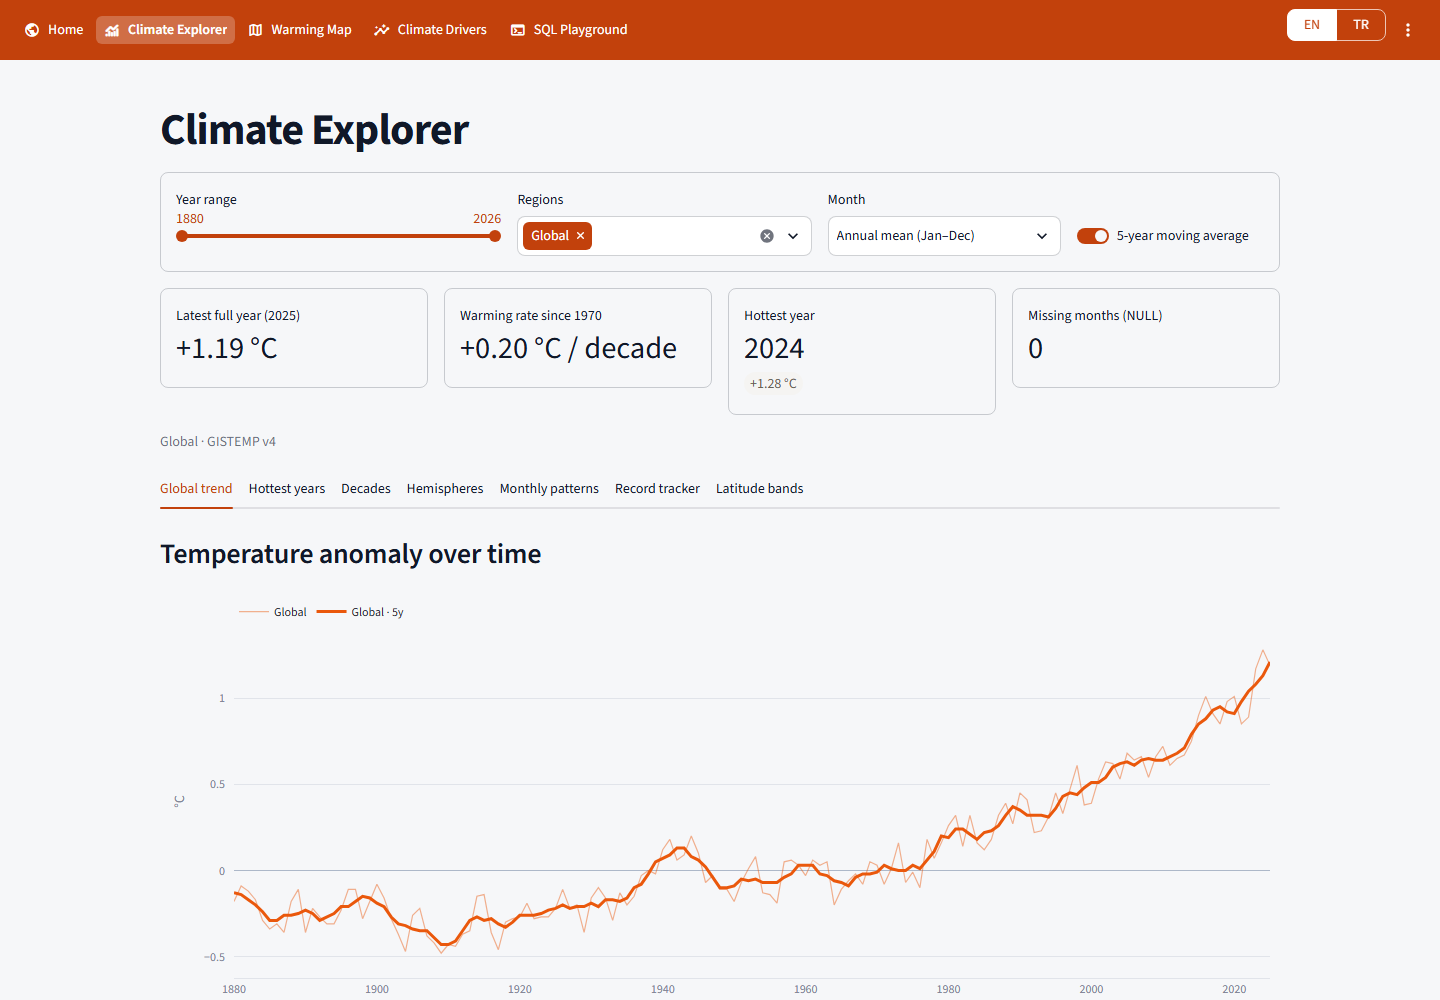 Home Climate Explorer Warming Map Climate Drivers SQL Playground EN TR
Climate Explorer
Year range Regions Month
1880 2026
Global Annual mean (Jan–Dec) 5-year moving average
Latest full year (2025) Warming rate since 1970 Hottest year Missing months (NULL)
+1.19 °C +0.20 °C / decade 2024 0
+1.28 °C
Global · GISTEMP v4
Global trend Hottest years Decades Hemispheres Monthly patterns Record tracker Latitude bands
Temperature anomaly over time
Global Global · 5y
1
0.5
°C
0
−0.5
1880 1900 1920 1940 1960 1980 2000 2020